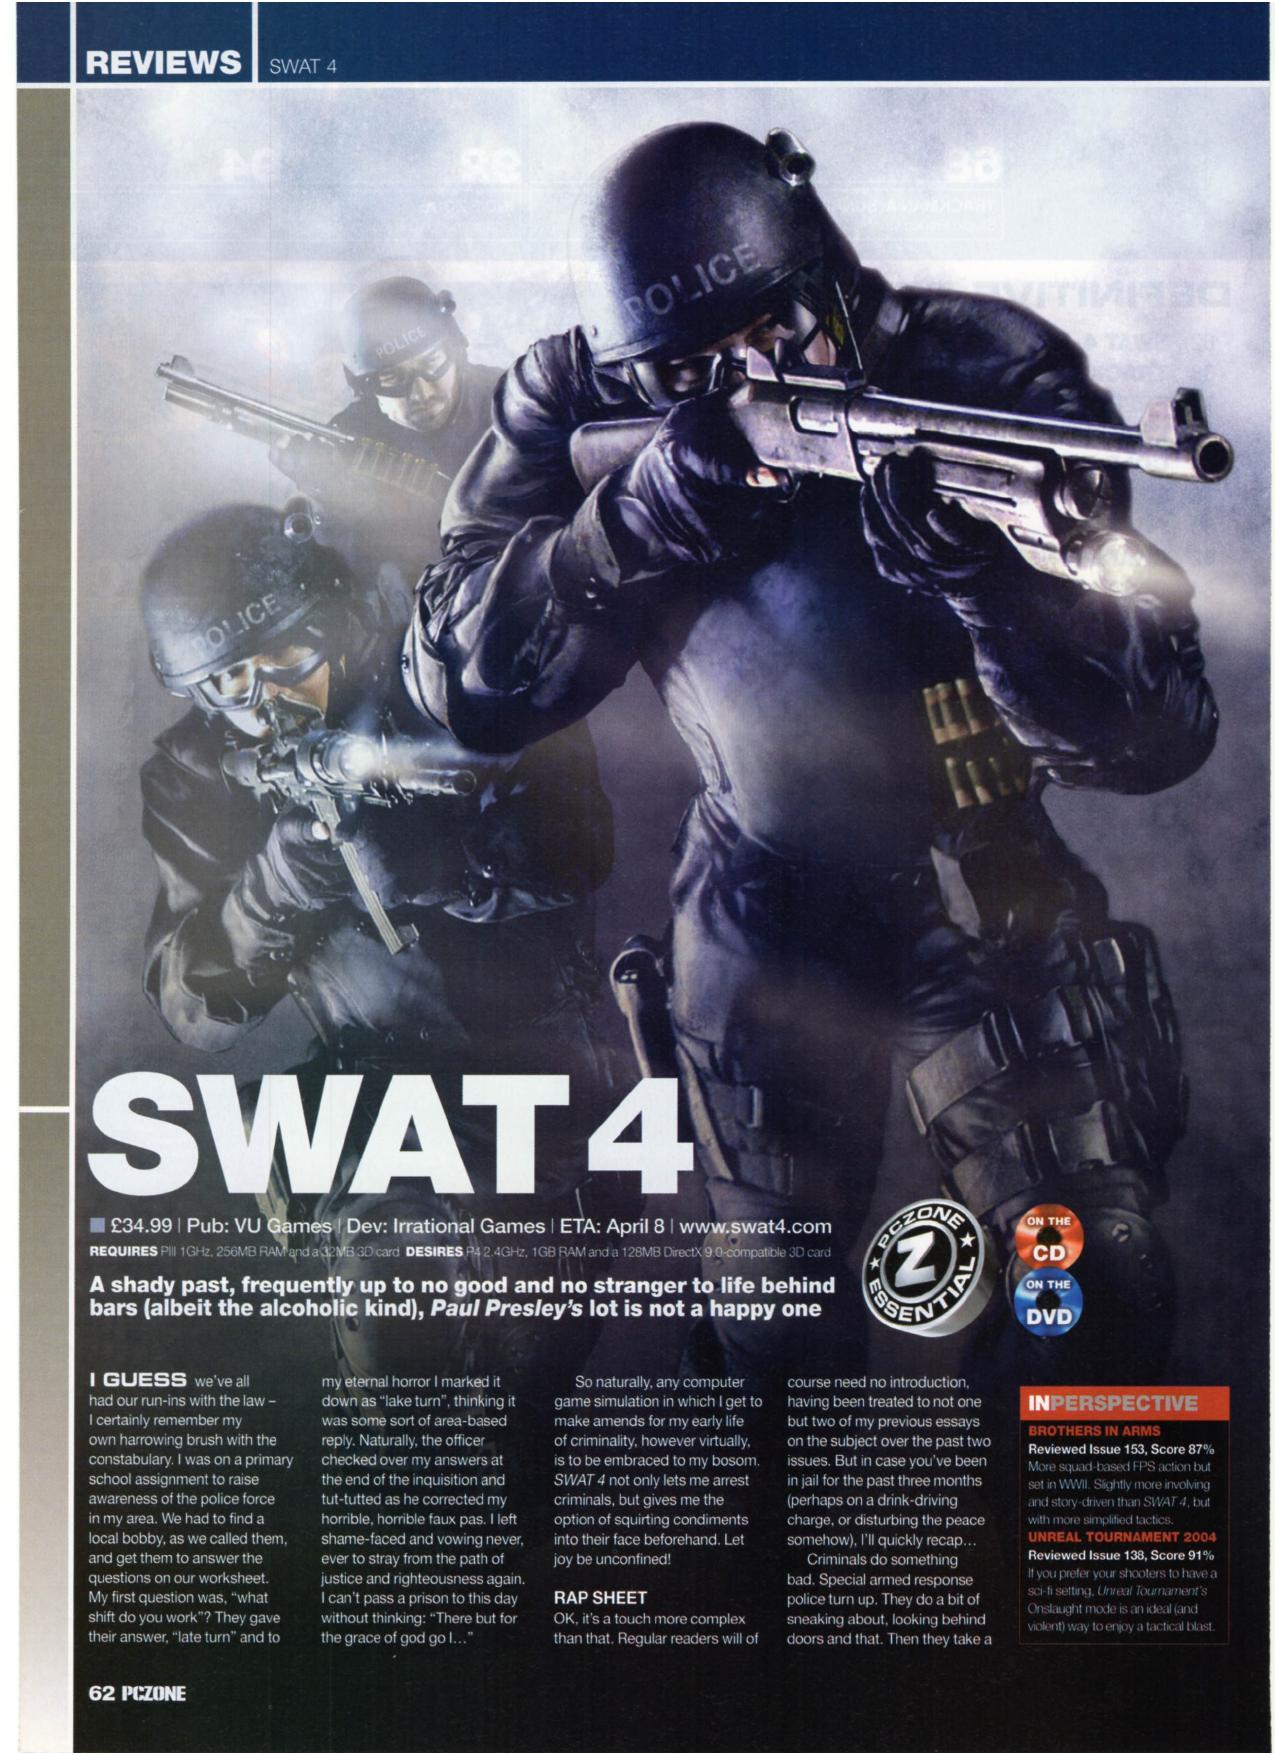 REVIEWS
SWAT 4
POLICE
POLICE
POLICE
SWAT 4
£34.99 | Pub: VU Games | Dev: Irrational Games | ETA: April 8 | www.swat4.com
REQUIRES PIII 1GHz, 256MB RAM and a 32MB 3D card DESIRES P4 2.4GHz, 1GB RAM and a 128MB DirectX 9.0-compatible 3D card
A shady past, frequently up to no good and no stranger to life behind
bars (albeit the alcoholic kind), Paul Presley's lot is not a happy one
PCZONE
Z
ESSENTIAL
ON THE
CD
ON THE
DVD
I GUESS we've all
had our run-ins with the law –
I certainly remember my
own harrowing brush with the
constabulary. I was on a primary
school assignment to raise
awareness of the police force
in my area. We had to find a
local bobby, as we called them,
and get them to answer the
questions on our worksheet.
My first question was, "what
shift do you work"? They gave
their answer, "late turn" and to
my eternal horror I marked it
down as "lake turn", thinking it
was some sort of area-based
reply. Naturally, the officer
checked over my answers at
the end of the inquisition and
tut-tutted as he corrected my
horrible, horrible faux pas. I left
shame-faced and vowing never,
ever to stray from the path of
justice and righteousness again.
I can't pass a prison to this day
without thinking: "There but for
the grace of god go I..."
So naturally, any computer
game simulation in which I get to
make amends for my early life
of criminality, however virtually,
is to be embraced to my bosom.
SWAT 4 not only lets me arrest
criminals, but gives me the
option of squirting condiments
into their face beforehand. Let
joy be unconfined!
RAP SHEET
OK, it's a touch more complex
than that. Regular readers will of
course need no introduction,
having been treated to not one
but two of my previous essays
on the subject over the past two
issues. But in case you've been
in jail for the past three months
(perhaps on a drink-driving
charge, or disturbing the peace
somehow), I'll quickly recap...
Criminals do something
bad. Special armed response
police turn up. They do a bit of
sneaking about, looking behind
doors and that. Then they take a
INPERSPECTIVE
BROTHERS IN ARMS
Reviewed Issue 153, Score 87%
More squad-based FPS action but
set in WWII. Slightly more involving
and story-driven than SWAT 4, but
with more simplified tactics.
UNREAL TOURNAMENT 2004
Reviewed Issue 138, Score 91%
If you prefer your shooters to have a
sci-fi setting, Unreal Tournament's
Onslaught mode is an ideal (and
violent) way to enjoy a tactical blast.
62 PCZONE